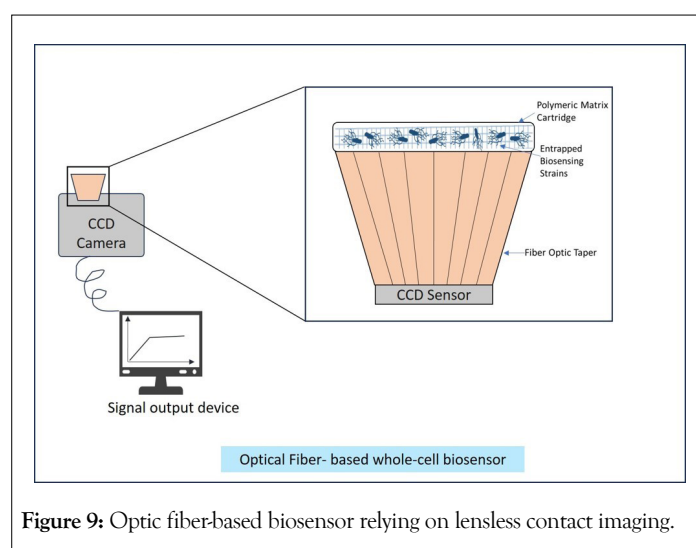 Polymeric Matrix
Cartridge
Entrapped
Biosensing
Strains
Fiber Optic Taper
CCD Sensor
CCD
Camera
Signal output device
Optical Fiber- based whole-cell biosensor
Figure 9: Optic fiber-based biosensor relying on lensless contact imaging.